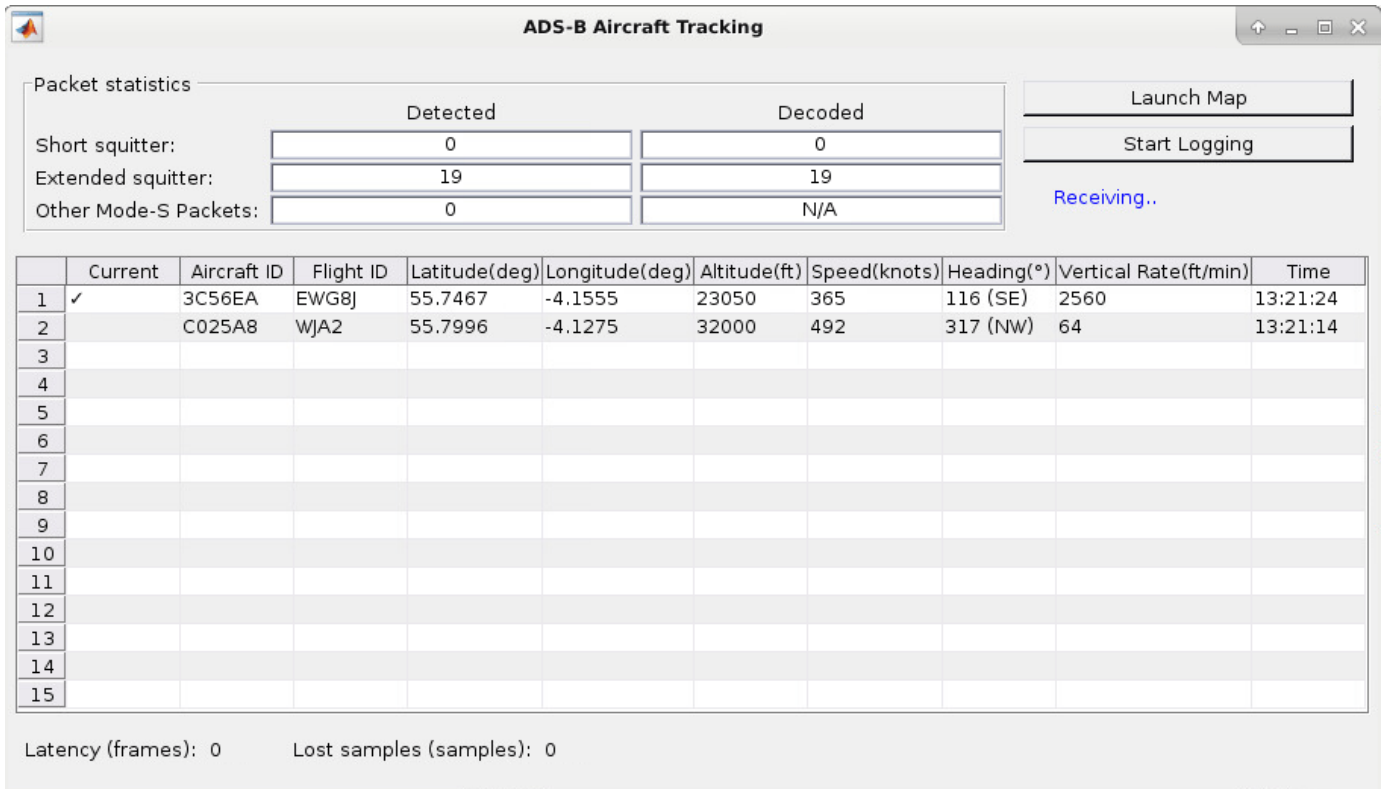 ADS-B Aircraft Tracking
Packet statistics
Detected Decoded
Short squitter: 0 0
Extended squitter: 19 19
Other Mode-S Packets: 0 N/A
Launch Map
Start Logging
Receiving..
Current Aircraft ID Flight ID Latitude(deg) Longitude(deg) Altitude(ft) Speed(knots) Heading(°) Vertical Rate(ft/min) Time
1 ✓ 3C56EA EWG8J 55.7467 -4.1555 23050 365 116 (SE) 2560 13:21:24
2 C025A8 WJA2 55.7996 -4.1275 32000 492 317 (NW) 64 13:21:14
3
4
5
6
7
8
9
10
11
12
13
14
15
Latency (frames): 0 Lost samples (samples): 0